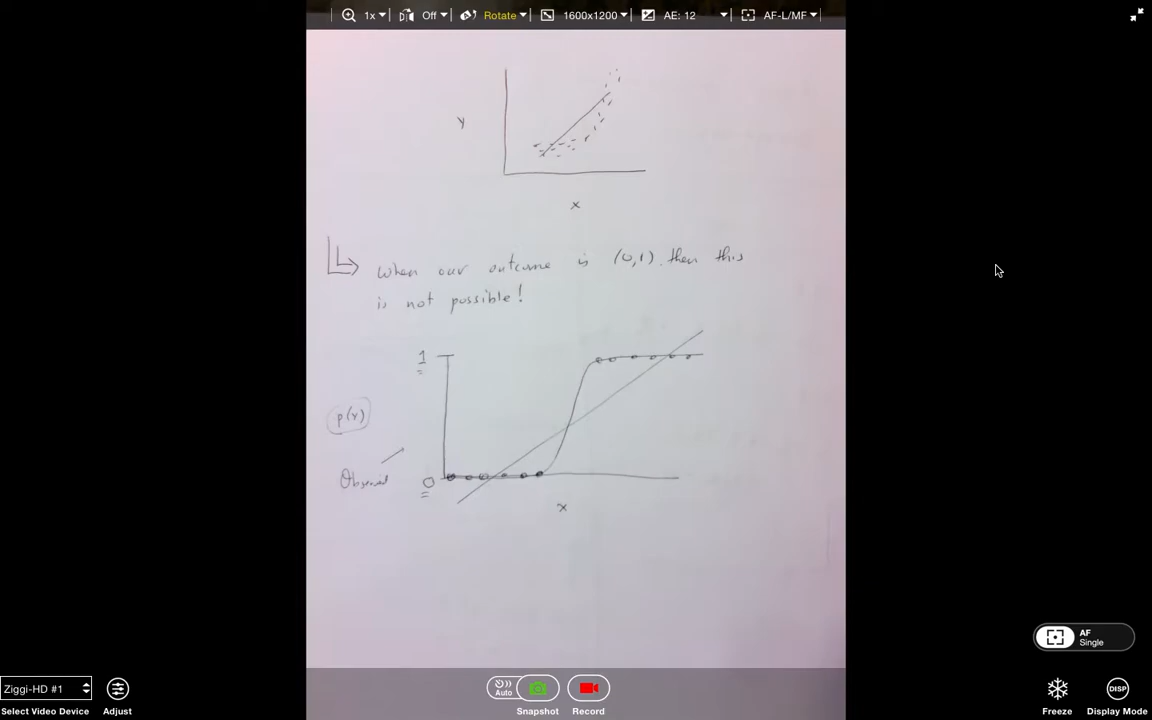 1x Off Rotate 1600x1200 AE: 12 AF-L/MF
y
x
when our outcome is (0,1) then this
is not possible!
1
p(Y)
Observed
0
x
AF
Single
Ziggi-HD #1
Auto
DISP
Select Video Device Adjust Snapshot Record Freeze Display Mode